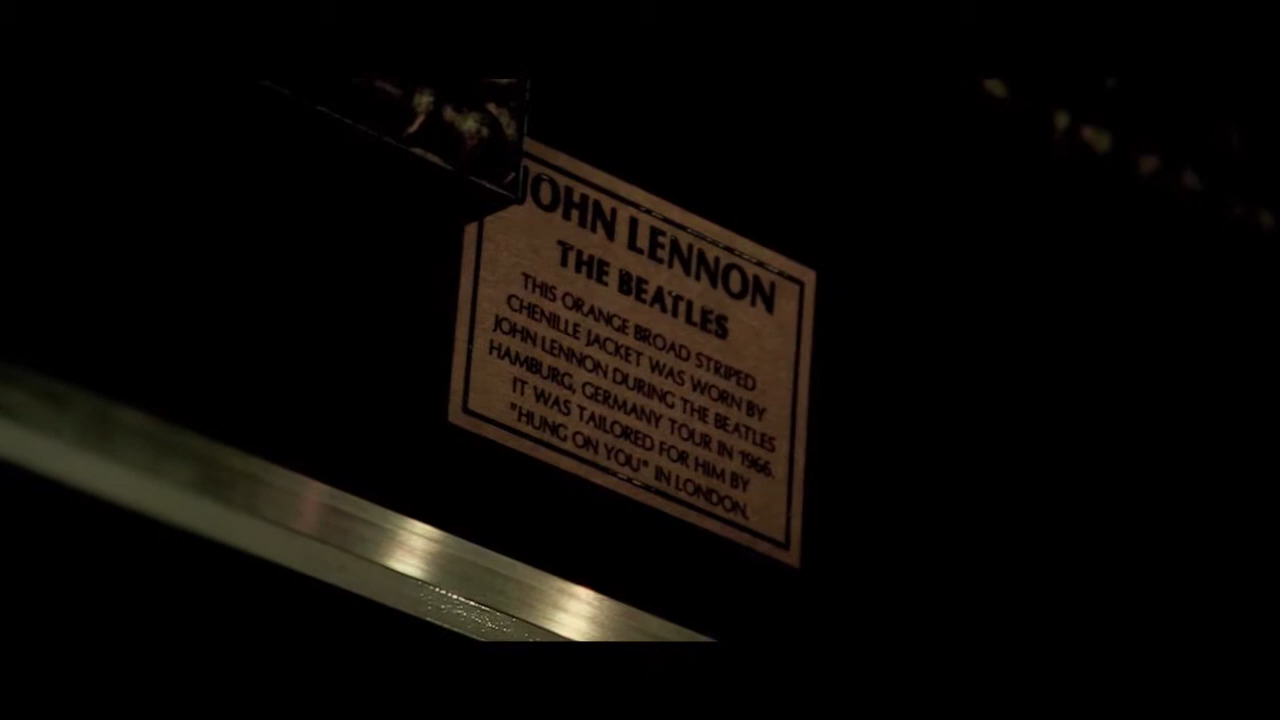 JOHN LENNON
THE BEATLES
THIS ORANGE BROAD STRIPED
CHENILLE JACKET WAS WORN BY
JOHN LENNON DURING THE BEATLES
HAMBURG, GERMANY TOUR IN 1966.
IT WAS TAILORED FOR HIM BY
"HUNG ON YOU" IN LONDON.